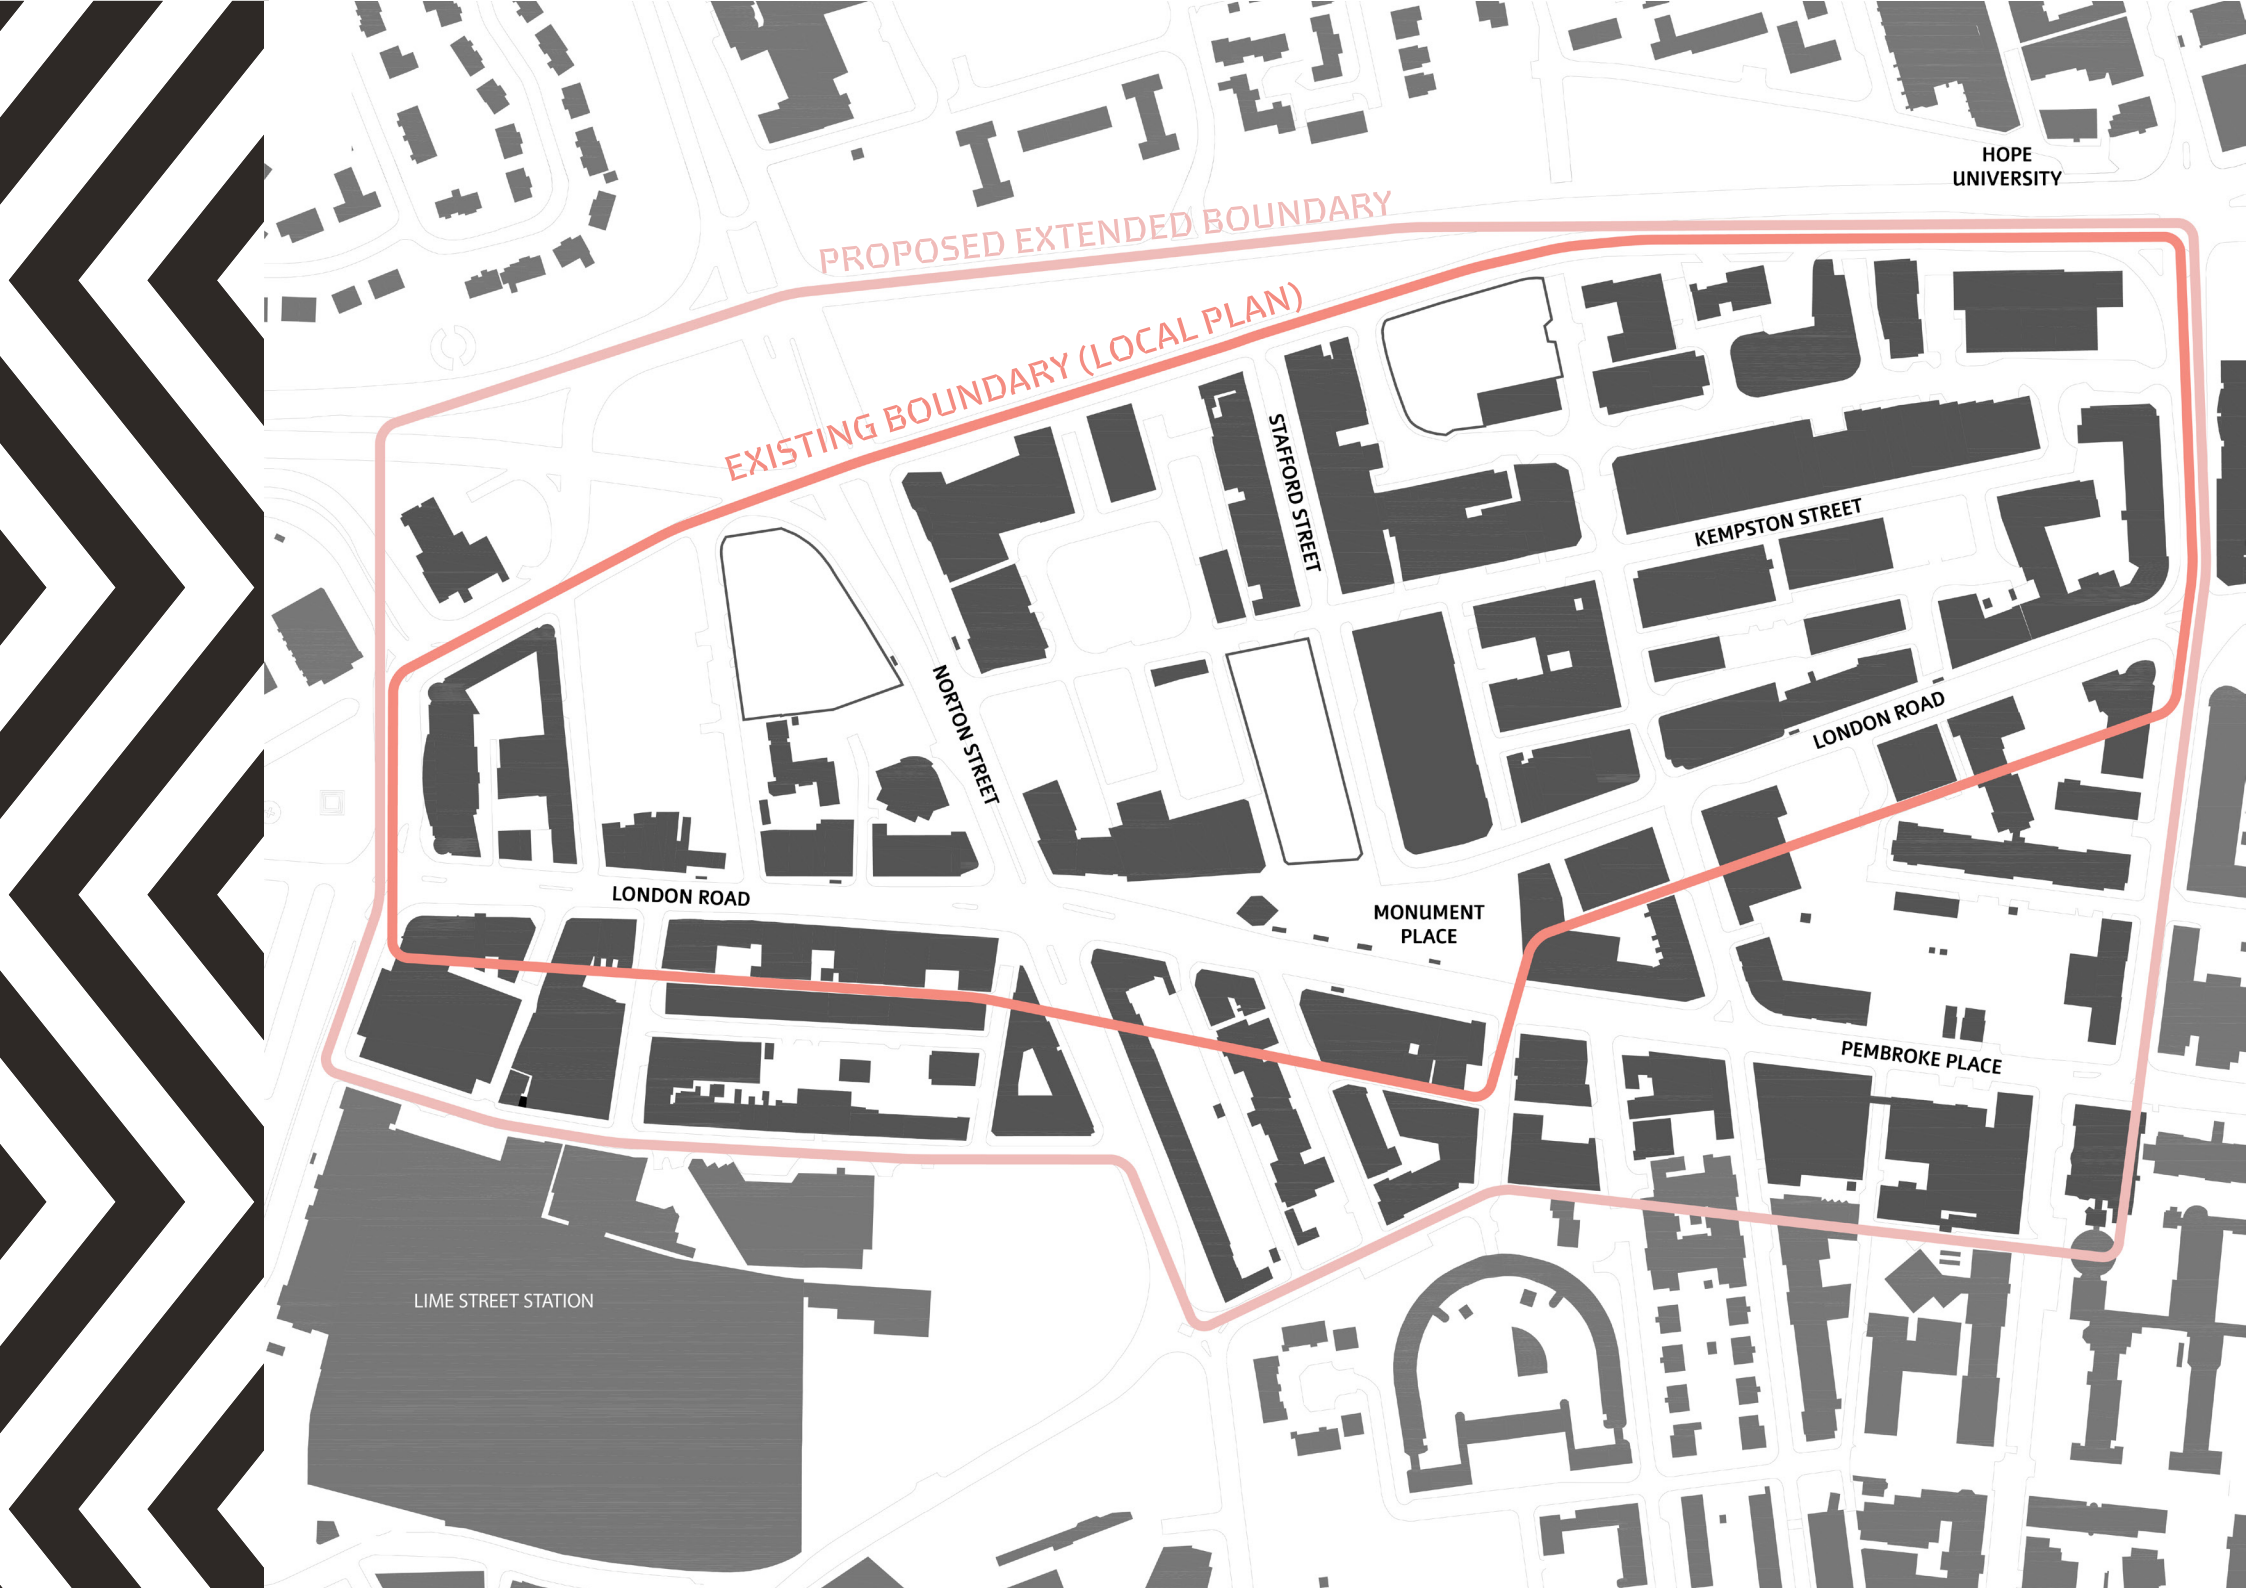 HOPE
UNIVERSITY
PROPOSED EXTENDED BOUNDARY
EXISTING BOUNDARY (LOCAL PLAN)
STAFFORD STREET
KEMPSTON STREET
NORTON STREET
LONDON ROAD
LONDON ROAD
MONUMENT
PLACE
PEMBROKE PLACE
LIME STREET STATION